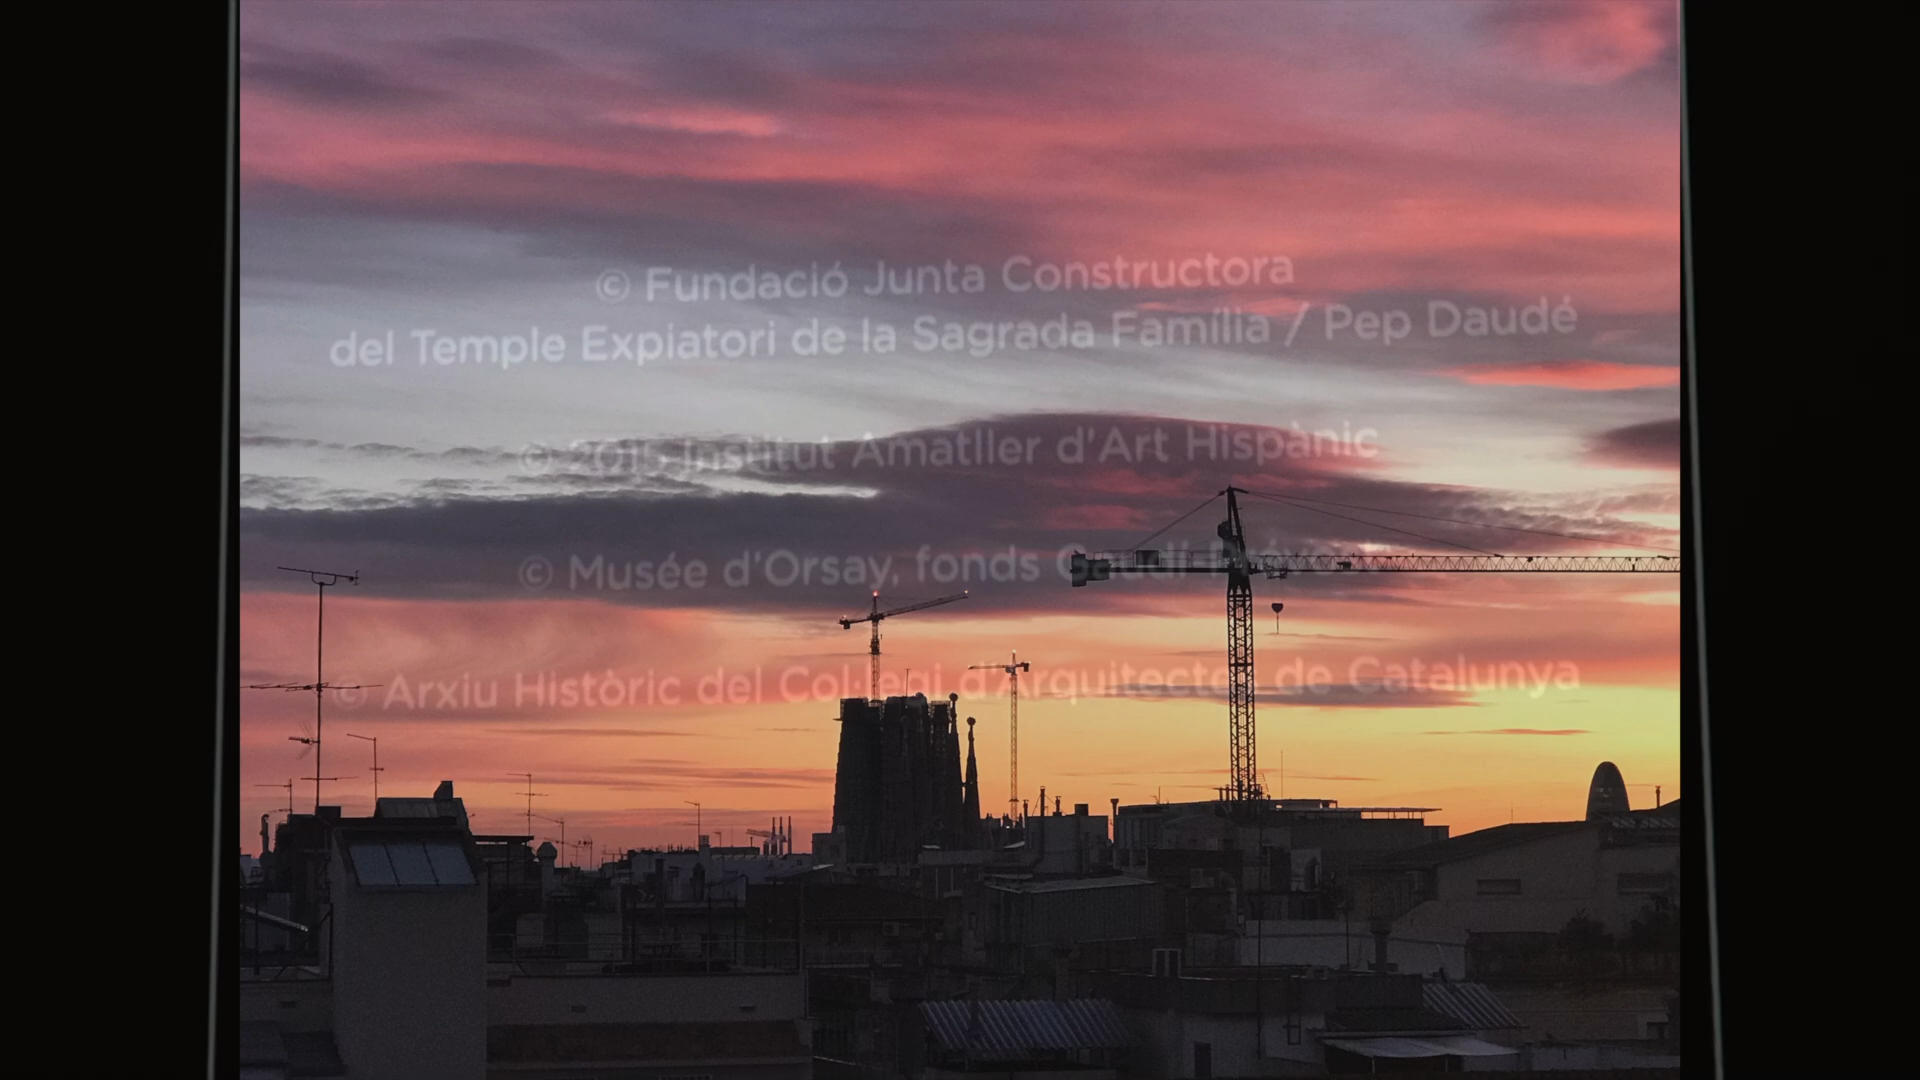 © Fundació Junta Constructora
del Temple Expiatori de la Sagrada Família / Pep Daudé
Institut Amatller d'Art Hispànic
© Musée d'Orsay, fonds
© Arxiu Històric del Col·legi d'Arquitectes de Catalunya